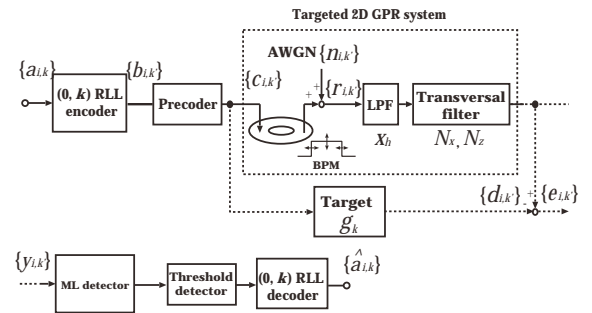 Targeted 2D GPR system
AWGN {n_i,k'}
{a_i,k} {b_i,k'} {c_i,k'} {r_i,k'}
(0, k) RLL encoder
Precoder
+ +
LPF
X_h
Transversal filter
N_x, N_z
BPM
Target
g_k
{d_i,k'} + - {e_i,k'}
{y_i,k'}
ML detector
Threshold detector
(0, k) RLL decoder
{â_i,k}